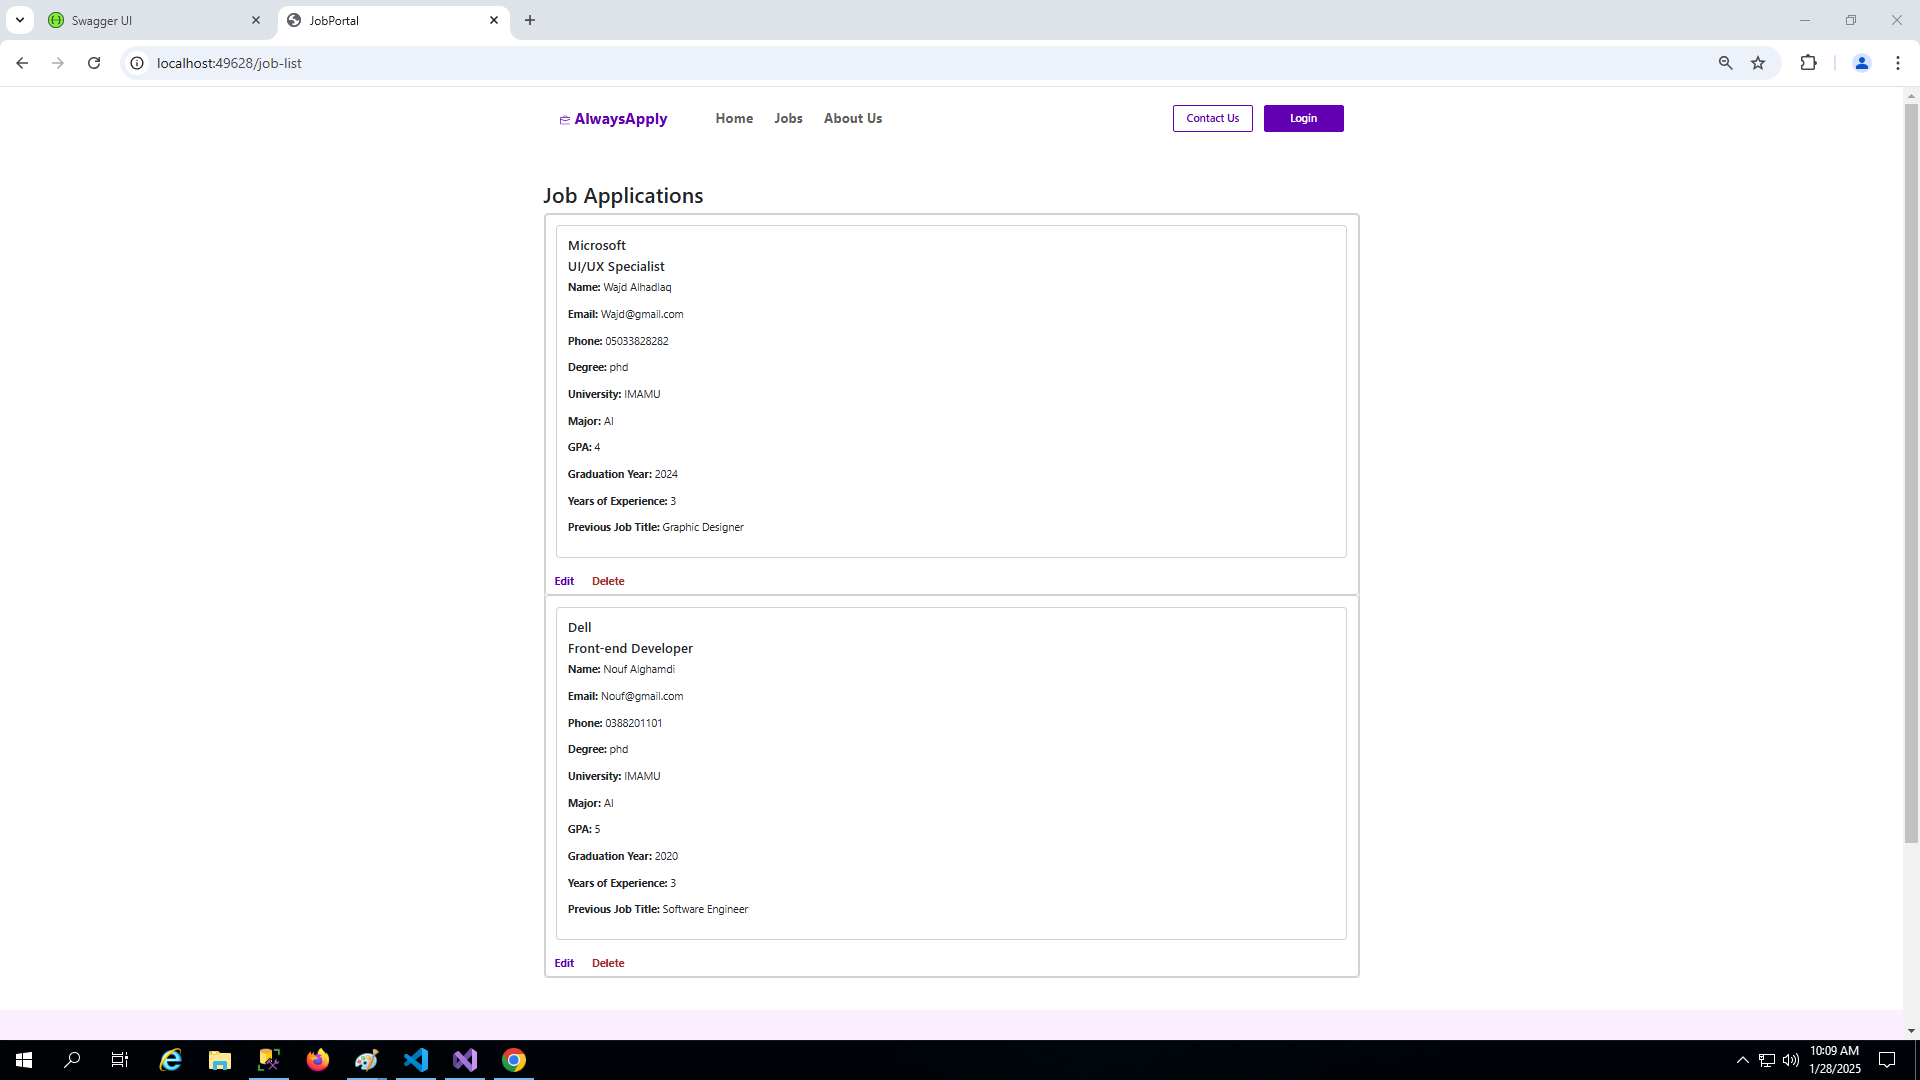 Swagger UI
JobPortal
localhost:49628/job-list
AlwaysApply
Home
Jobs
About Us
Contact Us
Login
Job Applications
Microsoft
UI/UX Specialist
Name: Wajd Alhadlaq
Email: Wajd@gmail.com
Phone: 05033828282
Degree: phd
University: IMAMU
Major: AI
GPA: 4
Graduation Year: 2024
Years of Experience: 3
Previous Job Title: Graphic Designer
Edit
Delete
Dell
Front-end Developer
Name: Nouf Alghamdi
Email: Nouf@gmail.com
Phone: 0388201101
Degree: phd
University: IMAMU
Major: AI
GPA: 5
Graduation Year: 2020
Years of Experience: 3
Previous Job Title: Software Engineer
Edit
Delete
10:09 AM
1/28/2025